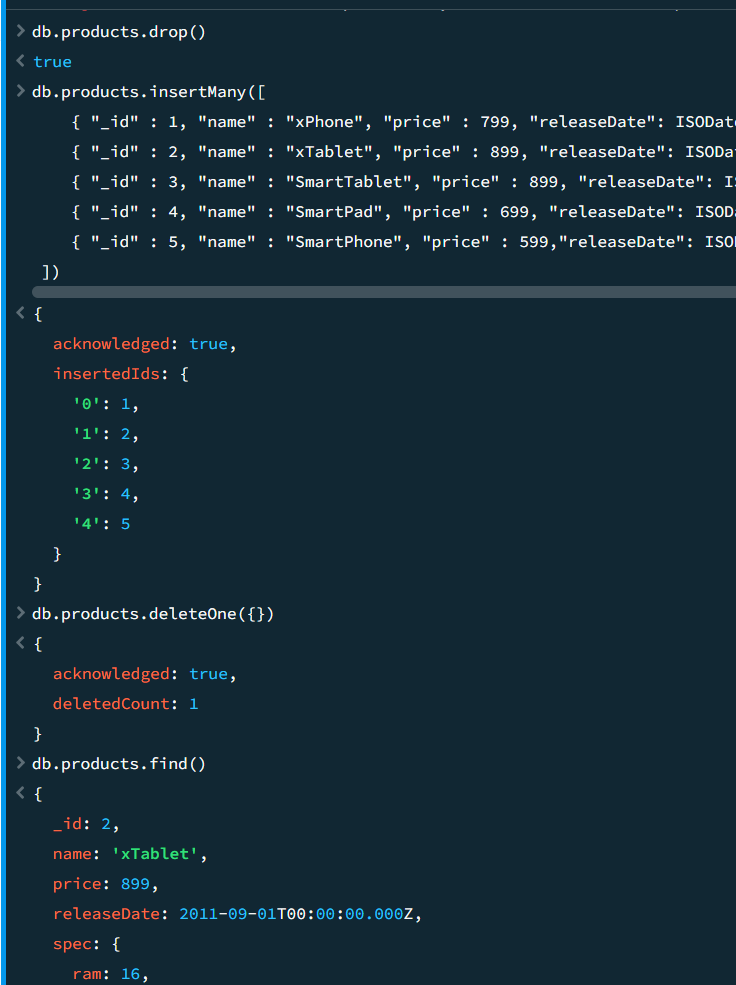 > db.products.drop()
< true
> db.products.insertMany([
    { "_id" : 1, "name" : "xPhone", "price" : 799, "releaseDate": ISODate
    { "_id" : 2, "name" : "xTablet", "price" : 899, "releaseDate": ISODa
    { "_id" : 3, "name" : "SmartTablet", "price" : 899, "releaseDate": I
    { "_id" : 4, "name" : "SmartPad", "price" : 699, "releaseDate": ISOD
    { "_id" : 5, "name" : "SmartPhone", "price" : 599,"releaseDate": ISO
 ])
< {
  acknowledged: true,
  insertedIds: {
    '0': 1,
    '1': 2,
    '2': 3,
    '3': 4,
    '4': 5
  }
}
> db.products.deleteOne({})
< {
  acknowledged: true,
  deletedCount: 1
}
> db.products.find()
< {
  _id: 2,
  name: 'xTablet',
  price: 899,
  releaseDate: 2011-09-01T00:00:00.000Z,
  spec: {
    ram: 16,